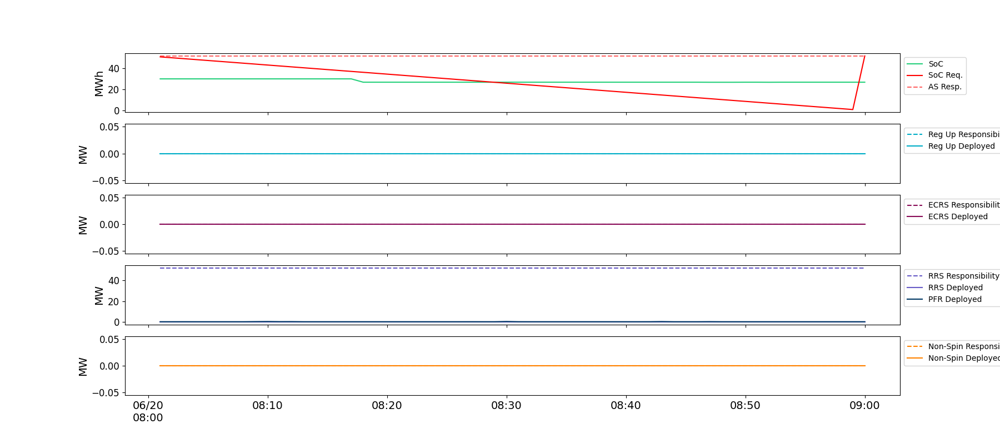 MWh
40
20
0
SoC
SoC Req.
AS Resp.
MW
0.05
0.00
−0.05
Reg Up Responsibi
Reg Up Deployed
MW
0.05
0.00
−0.05
ECRS Responsibilit
ECRS Deployed
MW
40
20
0
RRS Responsibility
RRS Deployed
PFR Deployed
MW
0.05
0.00
−0.05
Non-Spin Responsi
Non-Spin Deployed
06/20
08:00
08:10
08:20
08:30
08:40
08:50
09:00